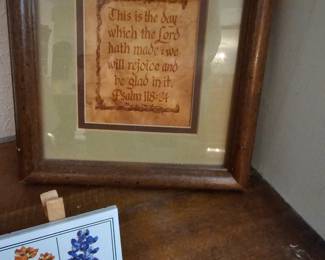 This is the day
which the Lord
hath made: we
will rejoice and
be glad in it.
Psalm 118:24